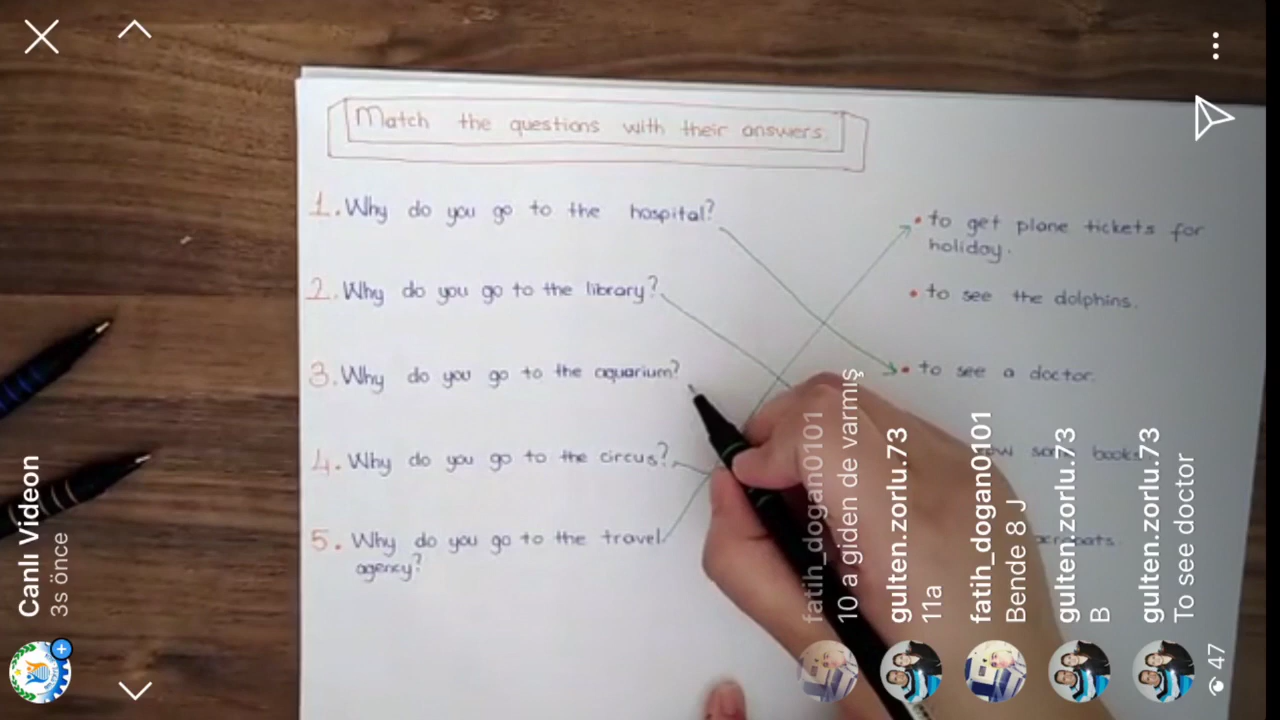 Match the questions with their answers.
1. Why do you go to the hospital?
2. Why do you go to the library?
3. Why do you go to the aquarium?
4. Why do you go to the circus?
5. Why do you go to the travel
agency?
• to get plane tickets for
holiday.
• to see the dolphins.
• to see a doctor.
Canlı Videon
3s önce
fatih_dogan0101
10 a giden de varmış
gulten.zorlu.73
11a
fatih_dogan0101
Bende 8 J
gulten.zorlu.73
B
gulten.zorlu.73
To see doctor
47